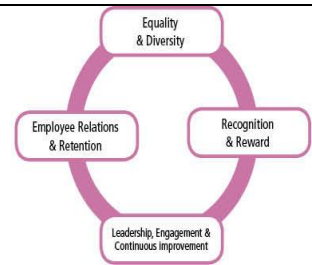 Equality
& Diversity
Employee Relations
& Retention
Recognition
& Reward
Leadership, Engagement &
Continuous improvement